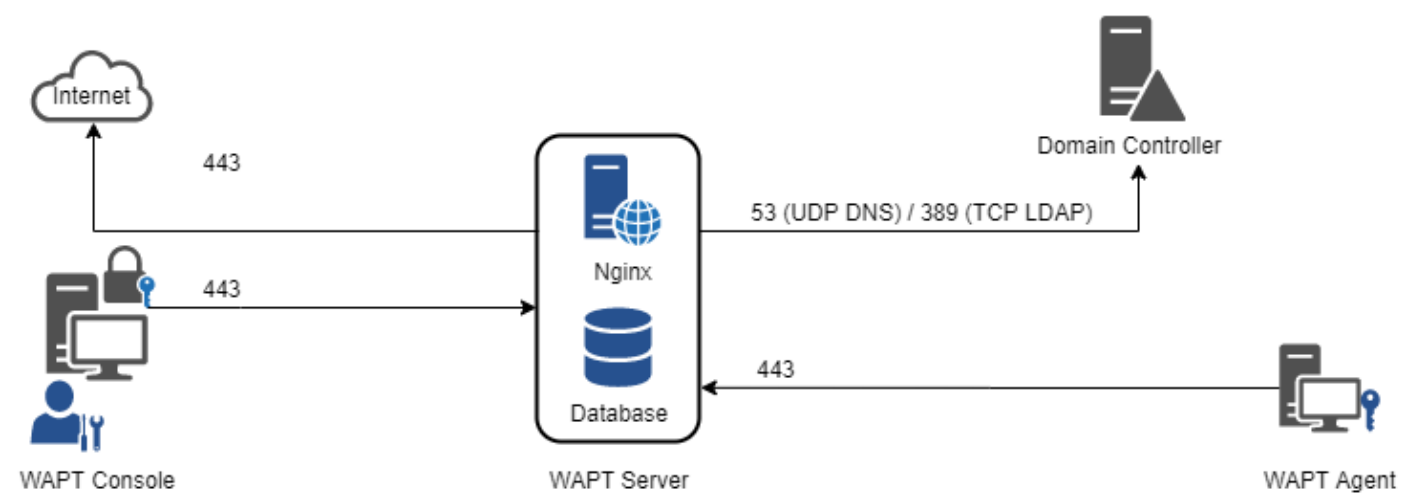 Internet
443
Domain Controller
53 (UDP DNS) / 389 (TCP LDAP)
Nginx
443
443
Database
WAPT Console
WAPT Server
WAPT Agent